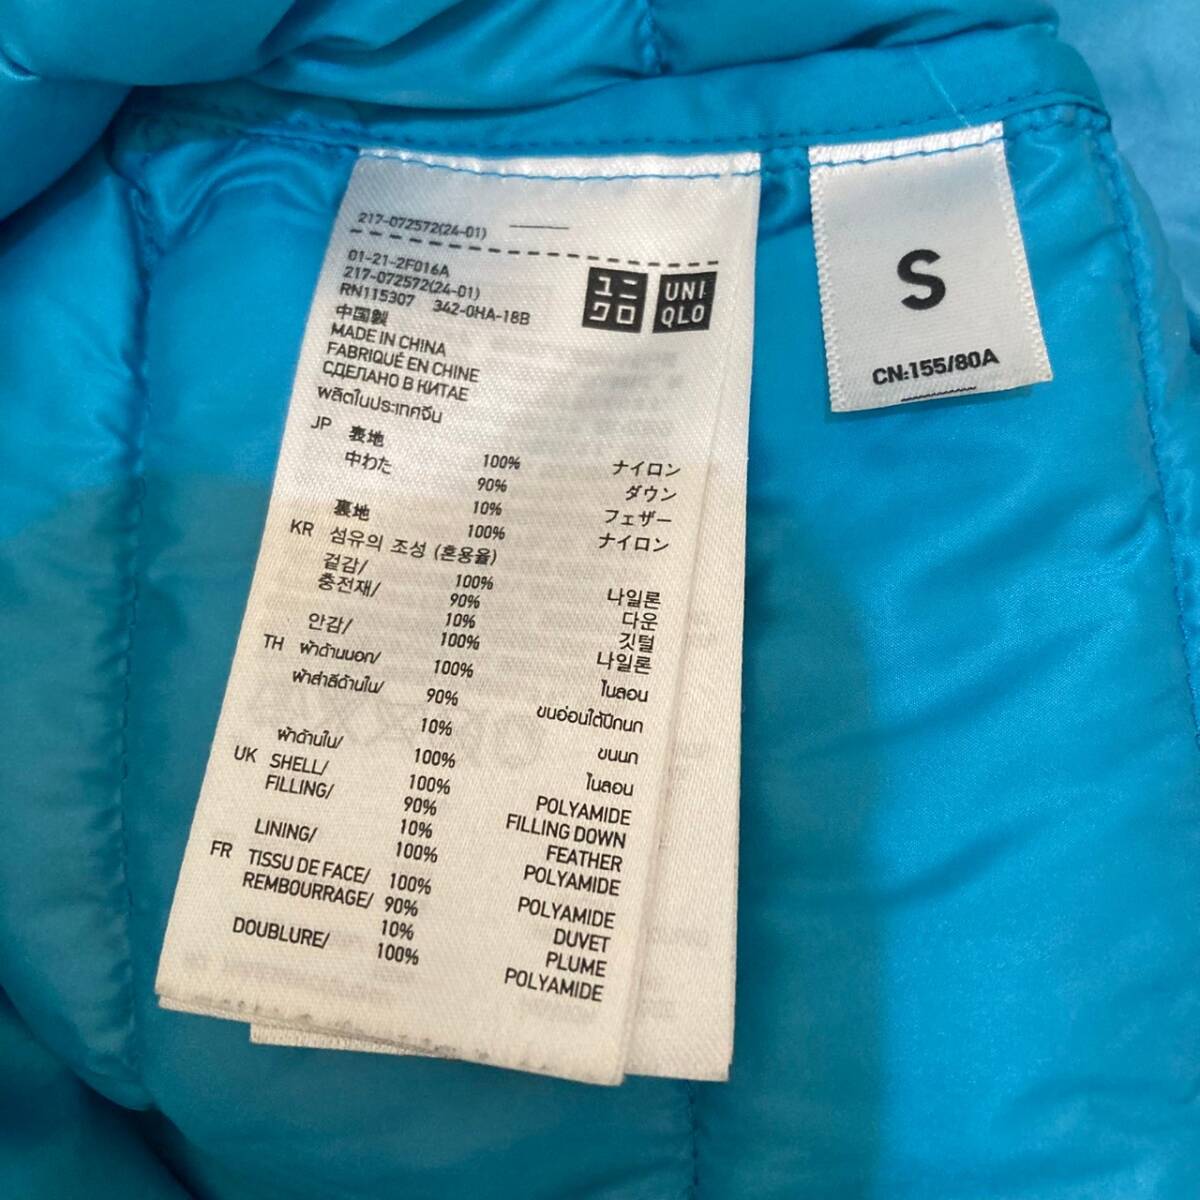 217-072572(24-01)
01-21-2F016A
217-072572(24-01)
RN115307 342-0HA-18B
ユニクロ
UNI
QLO
中国製
MADE IN CHINA
FABRIQUÉ EN CHINE
СДЕЛАНО В КИТАЕ
ผลิตในประเทศจีน
JP 表地 100% ナイロン
中わた 90% ダウン
10% フェザー
裏地 100% ナイロン
KR 섬유의 조성 (혼용율)
겉감/ 100% 나일론
충전재/ 90% 다운
10% 깃털
안감/ 100% 나일론
TH ผ้าด้านนอก/ 100% ไนลอน
ผ้าสำลีด้านใน/ 90% ขนอ่อนใต้ปีกนก
10% ขนนก
ผ้าด้านใน/ 100% ไนลอน
UK SHELL/ 100% POLYAMIDE
FILLING/ 90% FILLING DOWN
10% FEATHER
LINING/ 100% POLYAMIDE
FR TISSU DE FACE/ 100% POLYAMIDE
REMBOURRAGE/ 90% DUVET
10% PLUME
DOUBLURE/ 100% POLYAMIDE
S
CN:155/80A